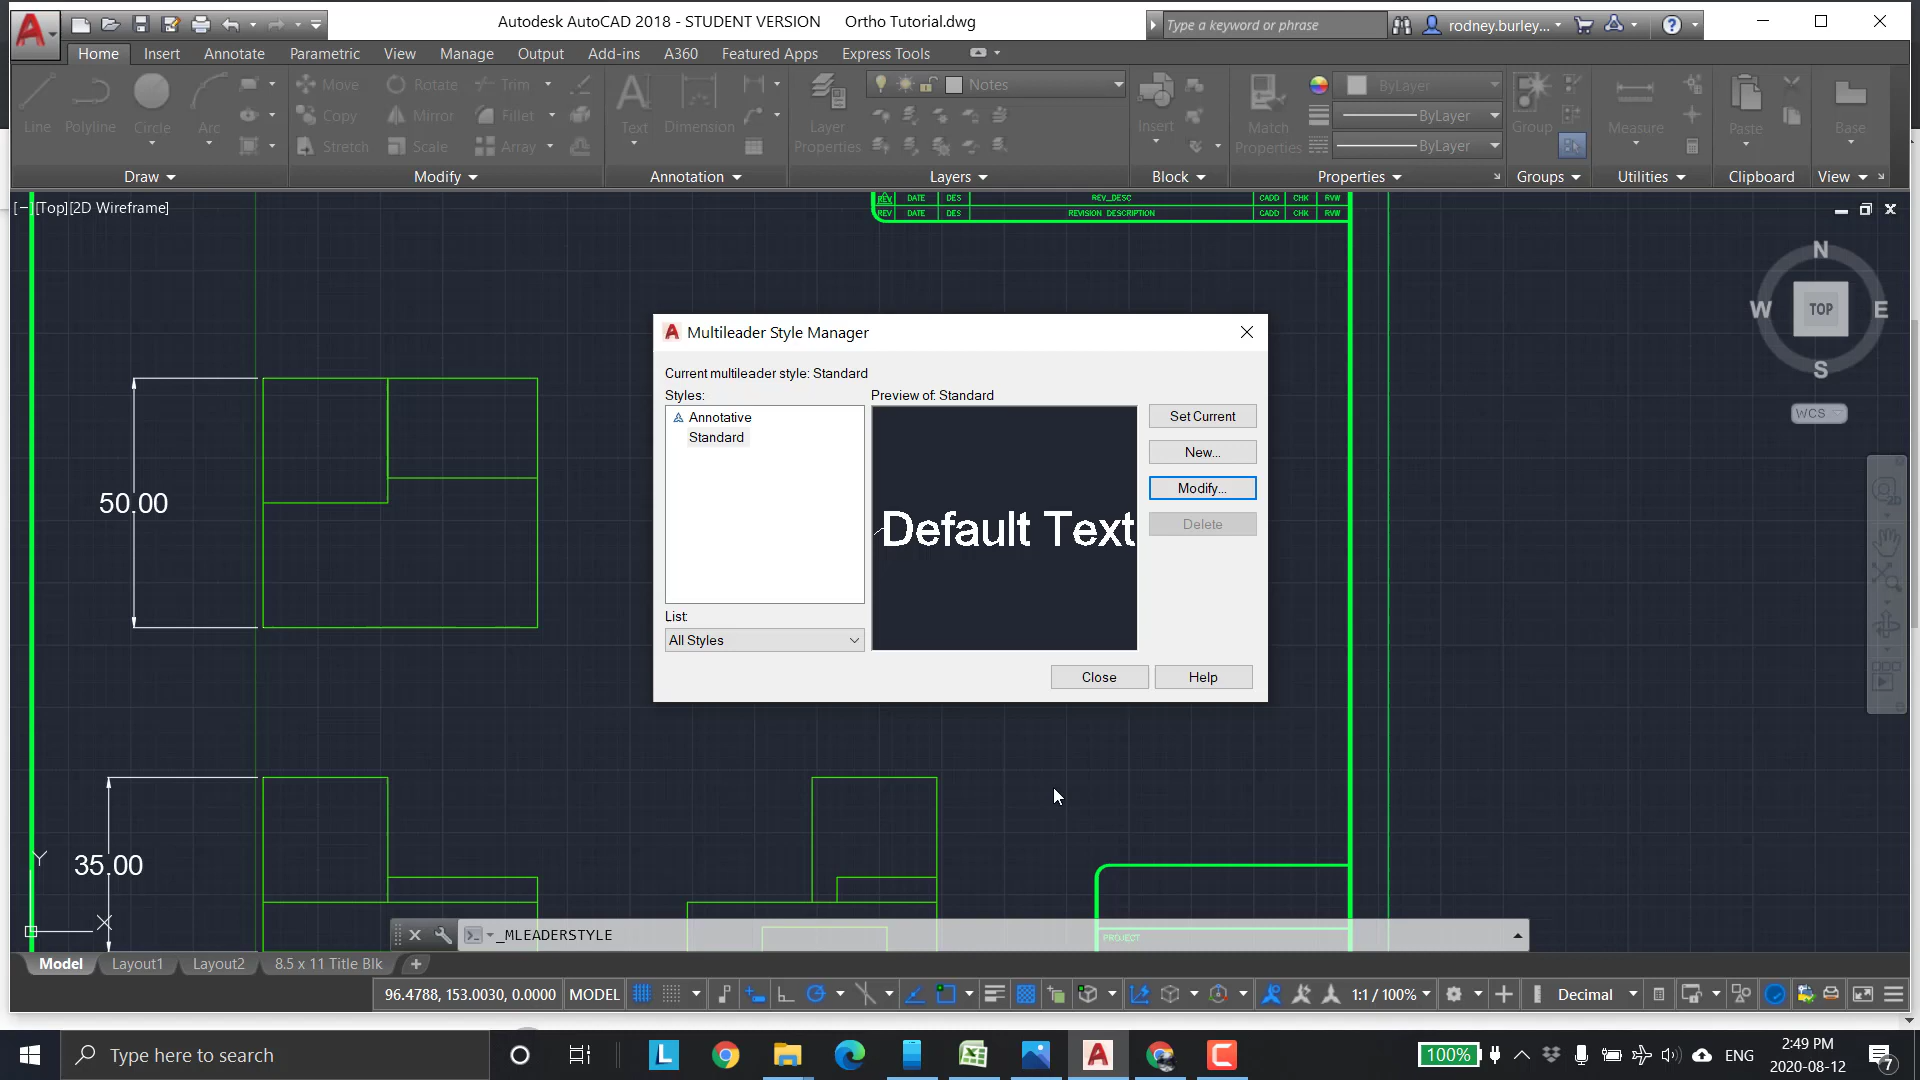 Autodesk AutoCAD 2018 - STUDENT VERSION Ortho Tutorial.dwg
Type a keyword or phrase
rodney.burley...
Home Insert Annotate Parametric View Manage Output Add-ins A360 Featured Apps Express Tools
Line Polyline Circle Arc
Move Rotate Trim
Copy Mirror Fillet
Stretch Scale Array
Text Dimension
Layer Properties
Notes
Insert
Match Properties
ByLayer
ByLayer
ByLayer
Group
Measure
Paste
Base
Draw Modify Annotation Layers Block Properties Groups Utilities Clipboard View
[−][Top][2D Wireframe]
REV DATE DES REV_DESC CADD CHK RVW
REV DATE DES REVISION DESCRIPTION CADD CHK RVW
N
W TOP E
S
WCS
Multileader Style Manager
Current multileader style: Standard
Styles:
Preview of: Standard
Annotative
Standard
Default Text
Set Current
New...
Modify...
Delete
List:
All Styles
Close
Help
50.00
35.00
Y
X
_MLEADERSTYLE
PROJECT
Model Layout1 Layout2 8.5 x 11 Title Blk
96.4788, 153.0030, 0.0000 MODEL 1:1 / 100% Decimal
Type here to search
100% ENG
2:49 PM
2020-08-12
7